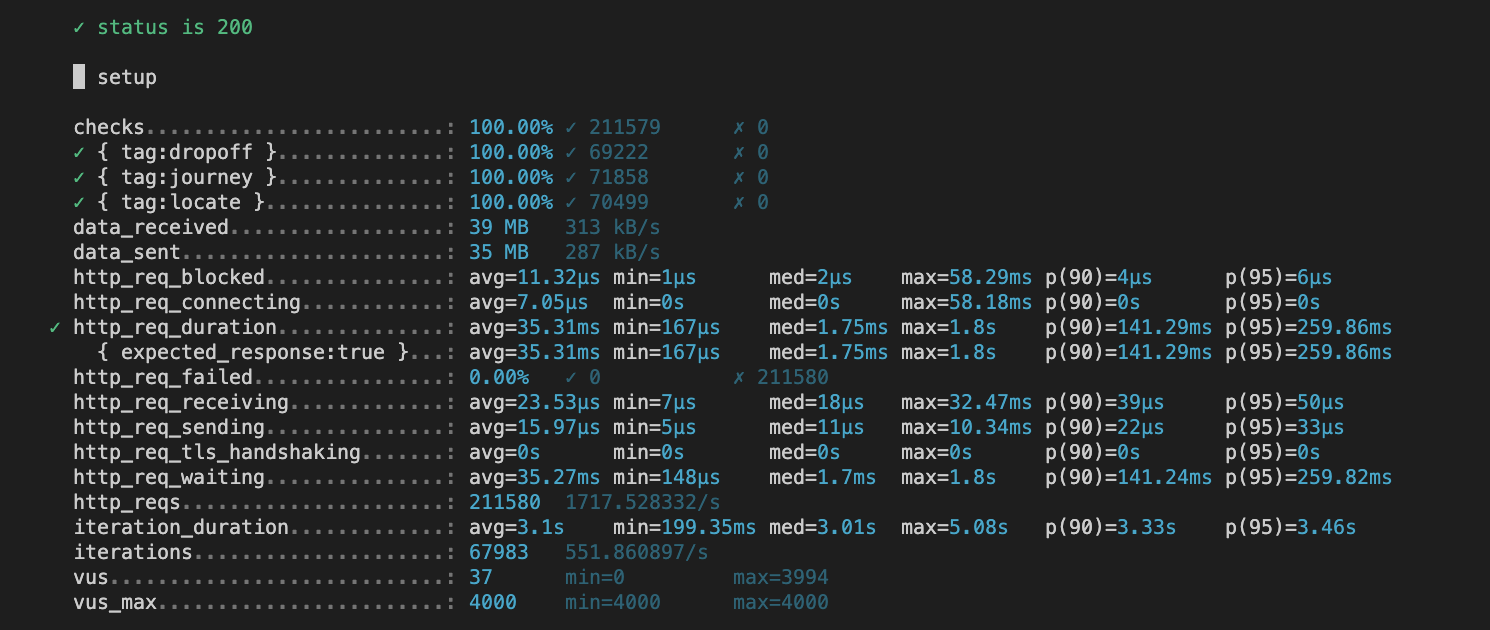 ✓ status is 200
█ setup
checks.........................: 100.00% ✓ 211579 ✗ 0
✓ { tag:dropoff }..............: 100.00% ✓ 69222 ✗ 0
✓ { tag:journey }..............: 100.00% ✓ 71858 ✗ 0
✓ { tag:locate }...............: 100.00% ✓ 70499 ✗ 0
data_received..................: 39 MB 313 kB/s
data_sent......................: 35 MB 287 kB/s
http_req_blocked...............: avg=11.32µs min=1µs med=2µs max=58.29ms p(90)=4µs p(95)=6µs
http_req_connecting............: avg=7.05µs min=0s med=0s max=58.18ms p(90)=0s p(95)=0s
✓ http_req_duration..............: avg=35.31ms min=167µs med=1.75ms max=1.8s p(90)=141.29ms p(95)=259.86ms
{ expected_response:true }...: avg=35.31ms min=167µs med=1.75ms max=1.8s p(90)=141.29ms p(95)=259.86ms
http_req_failed................: 0.00% ✓ 0 ✗ 211580
http_req_receiving.............: avg=23.53µs min=7µs med=18µs max=32.47ms p(90)=39µs p(95)=50µs
http_req_sending...............: avg=15.97µs min=5µs med=11µs max=10.34ms p(90)=22µs p(95)=33µs
http_req_tls_handshaking.......: avg=0s min=0s med=0s max=0s p(90)=0s p(95)=0s
http_req_waiting...............: avg=35.27ms min=148µs med=1.7ms max=1.8s p(90)=141.24ms p(95)=259.82ms
http_reqs......................: 211580 1717.528332/s
iteration_duration.............: avg=3.1s min=199.35ms med=3.01s max=5.08s p(90)=3.33s p(95)=3.46s
iterations.....................: 67983 551.860897/s
vus............................: 37 min=0 max=3994
vus_max........................: 4000 min=4000 max=4000